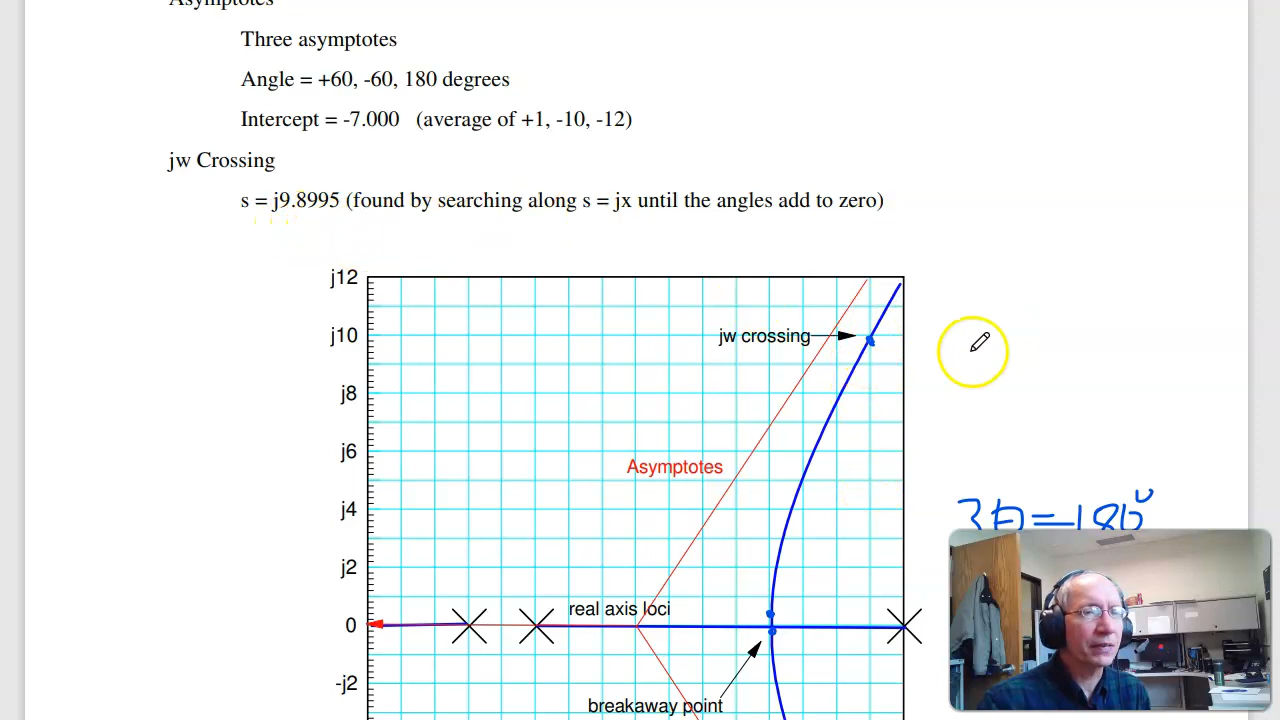 Asymptotes
Three asymptotes
Angle = +60, -60, 180 degrees
Intercept = -7.000 (average of +1, -10, -12)
jw Crossing
s = j9.8995 (found by searching along s = jx until the angles add to zero)
j12
jw crossing
j10
j8
j6
Asymptotes
j4
3θ=180°
j2
real axis loci
0
-j2
breakaway point